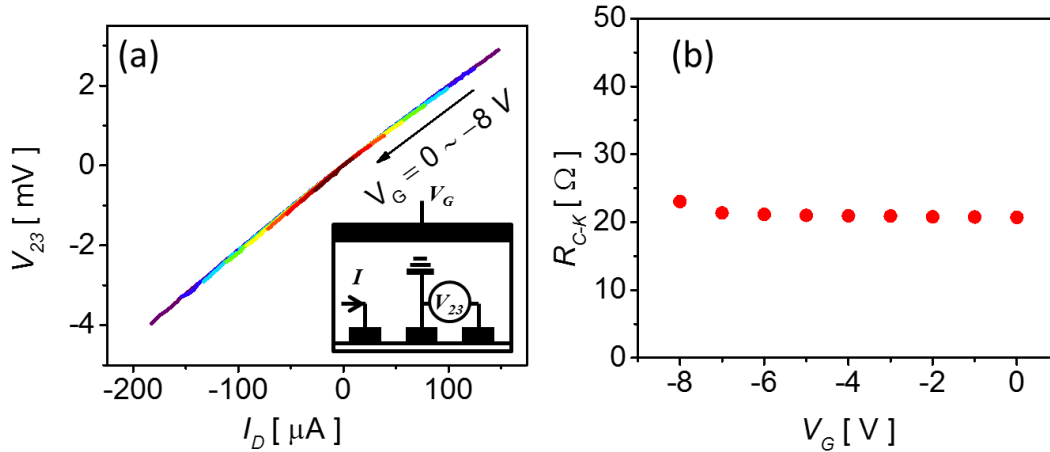 (a)
V23 [ mV ]
2
0
-2
-4
VG = 0 ~ −8 V
VG
I
V23
-200
-100
0
100
ID [ μA ]
(b)
RC-K [ Ω ]
50
40
30
20
10
0
-8
-6
-4
-2
0
VG [ V ]